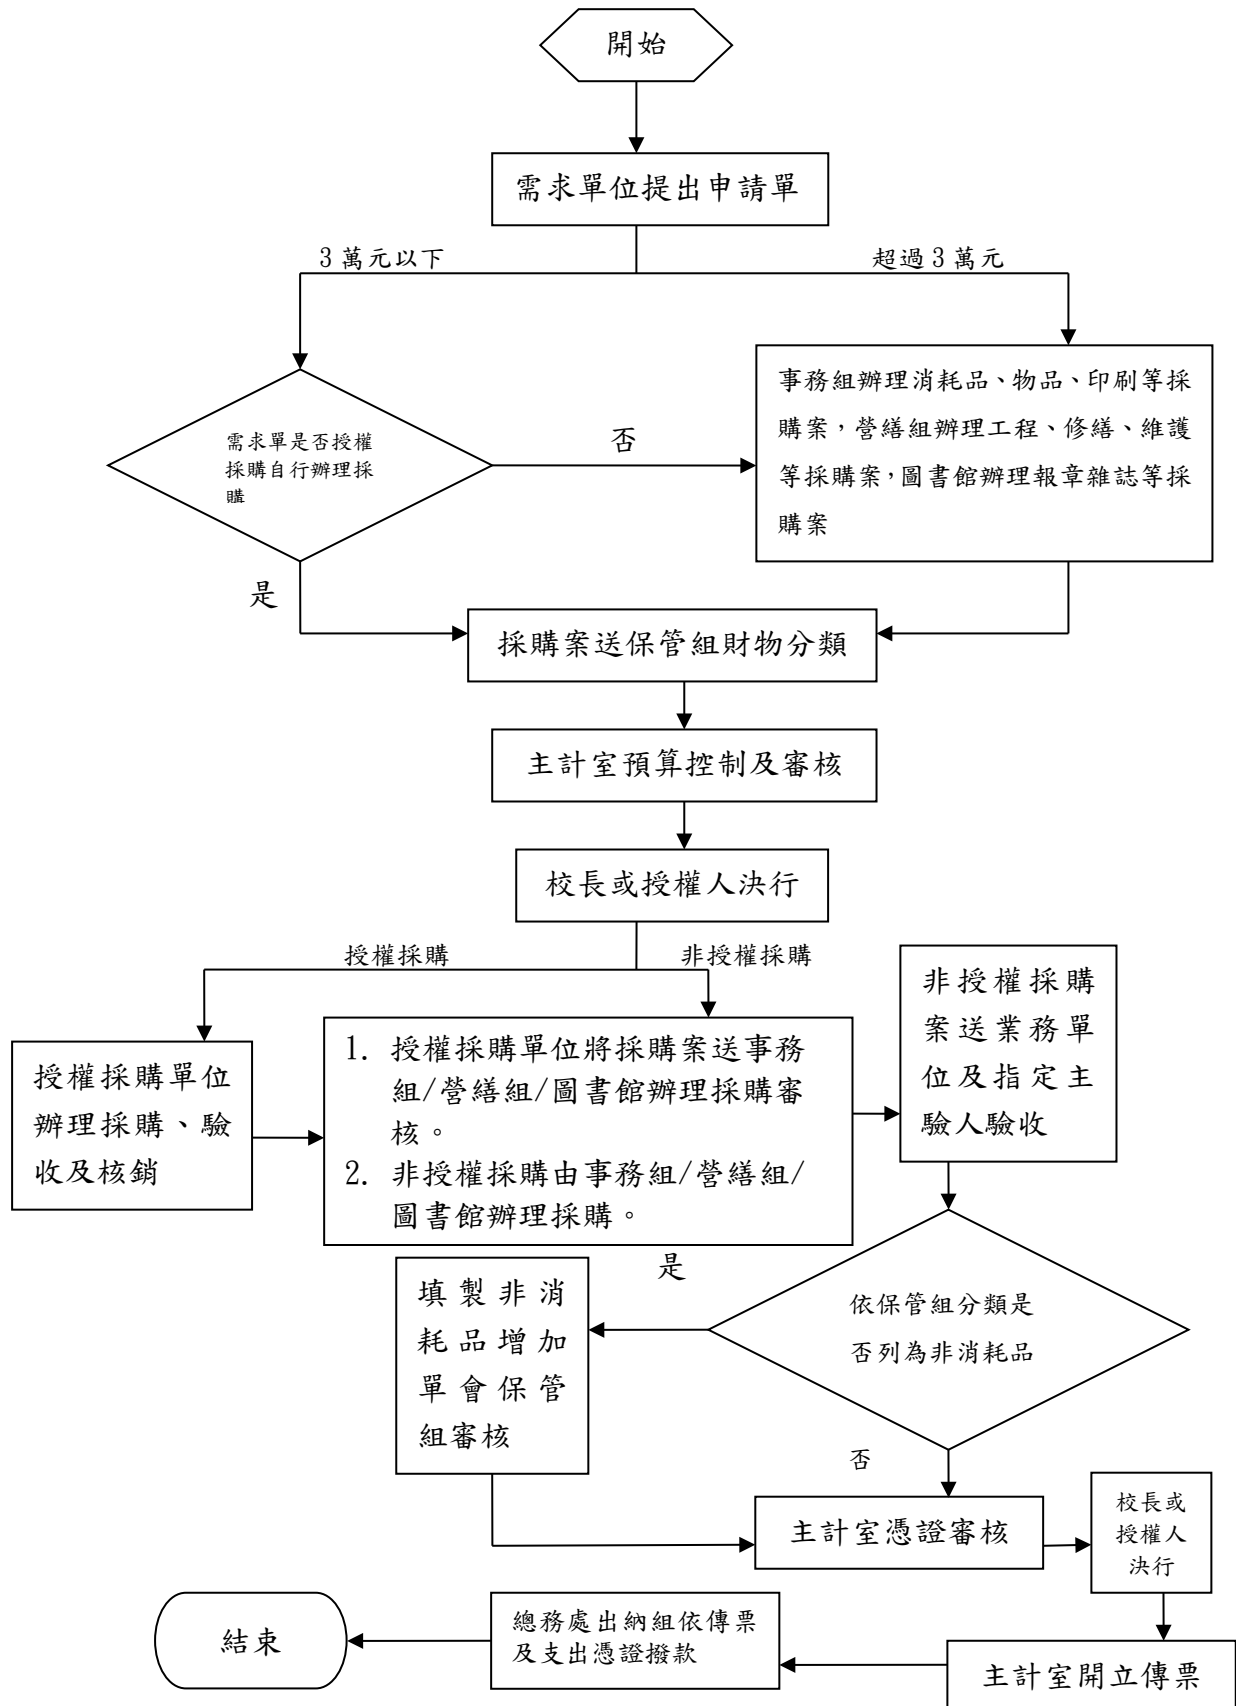 開始
需求單位提出申請單
3 萬元以下
超過 3 萬元
需求單是否授權
採購自行辦理採
購
否
事務組辦理消耗品、物品、印刷等採
購案，營繕組辦理工程、修繕、維護
等採購案，圖書館辦理報章雜誌等採
購案
是
採購案送保管組財物分類
主計室預算控制及審核
校長或授權人決行
授權採購
非授權採購
授權採購單位
辦理採購、驗
收及核銷
1. 授權採購單位將採購案送事務
組/營繕組/圖書館辦理採購審
核。
2. 非授權採購由事務組/營繕組/
圖書館辦理採購。
非授權採購
案送業務單
位及指定主
驗人驗收
依保管組分類是
否列為非消耗品
是
填製非消
耗品增加
單會保管
組審核
否
主計室憑證審核
校長或
授權人
決行
主計室開立傳票
總務處出納組依傳票
及支出憑證撥款
結束